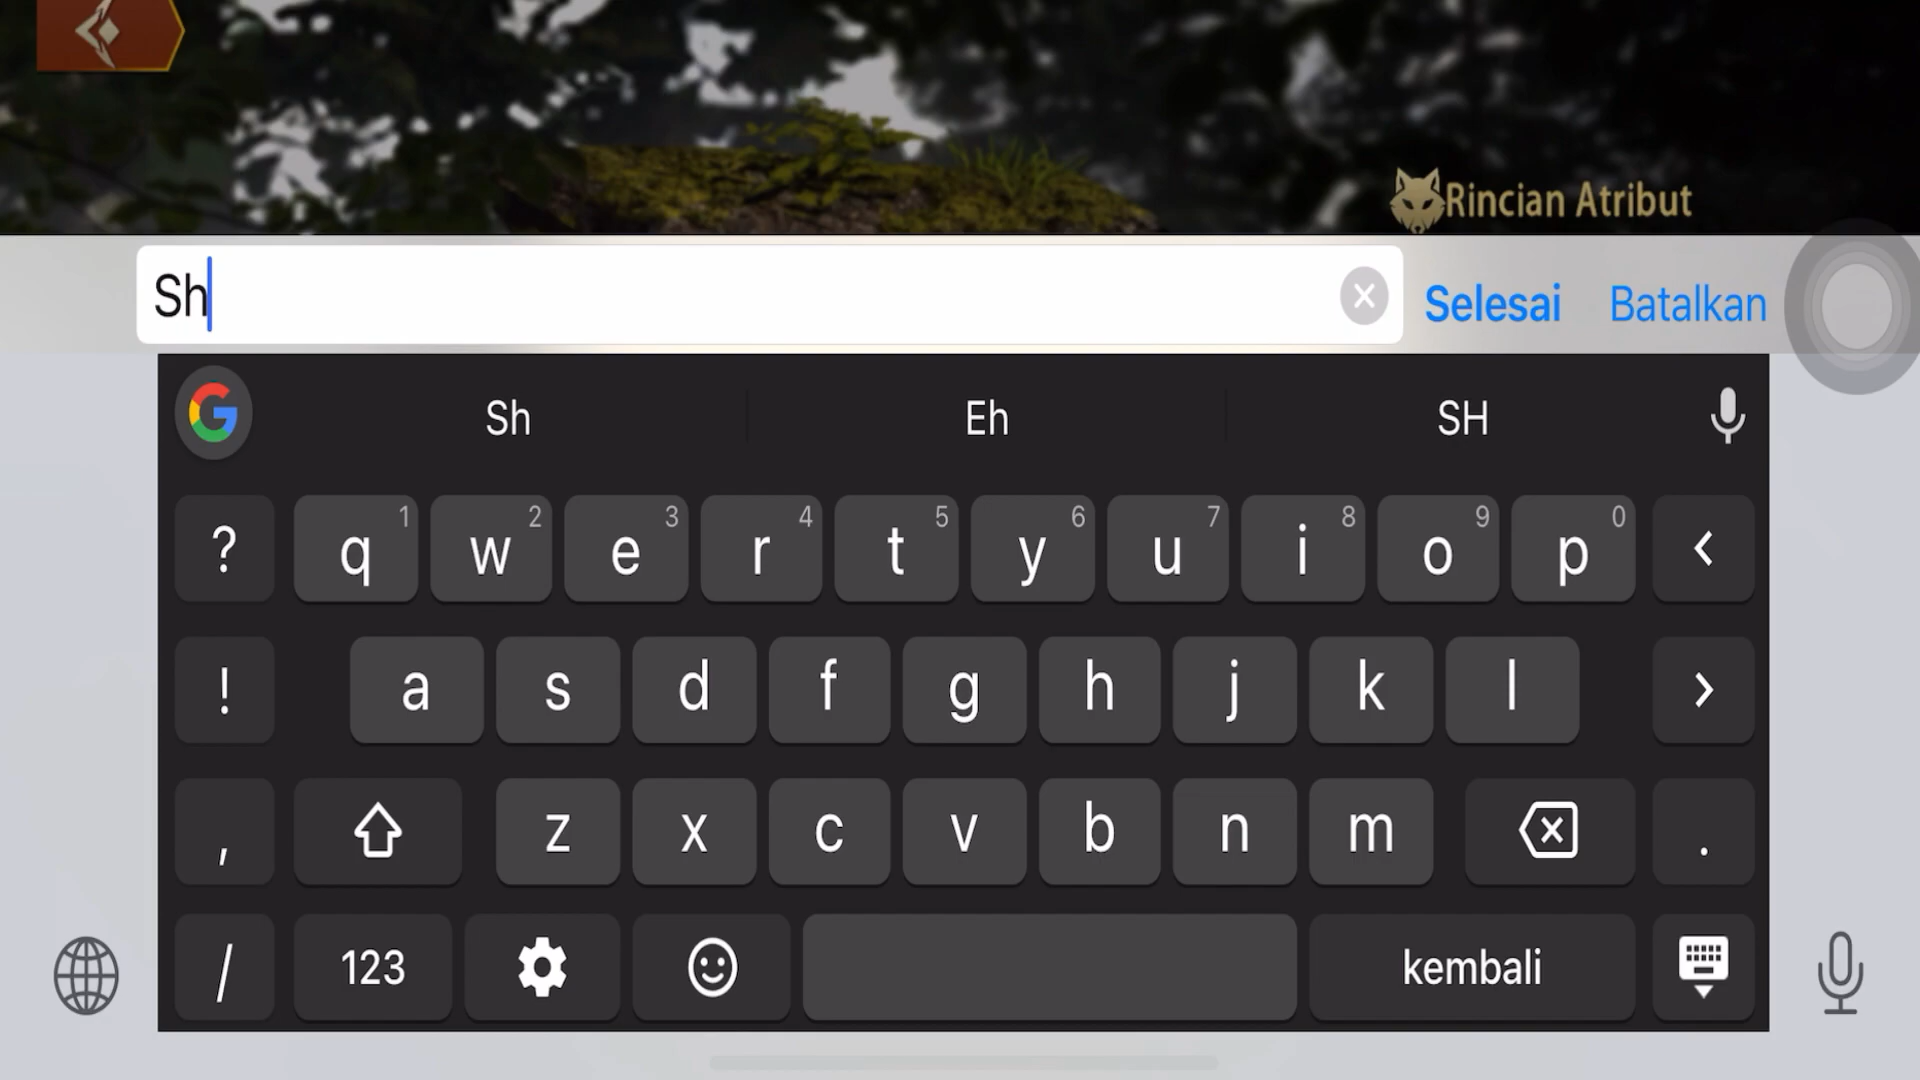 Rincian Atribut
Sh Selesai Batalkan
G Sh Eh SH
? q 1 w 2 e 3 r 4 t 5 y 6 u 7 i 8 o 9 p 0 <
! a s d f g h j k l >
, z x c v b n m .
/ 123 kembali